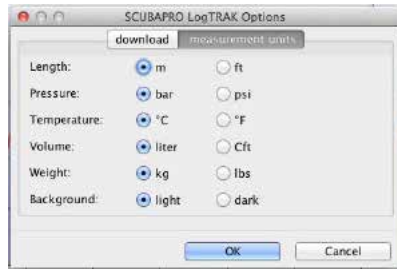 SCUBAPRO LogTRAK Options
download measurement units
Length: m ft
Pressure: bar psi
Temperature: °C °F
Volume: liter Cft
Weight: kg lbs
Background: light dark
OK Cancel